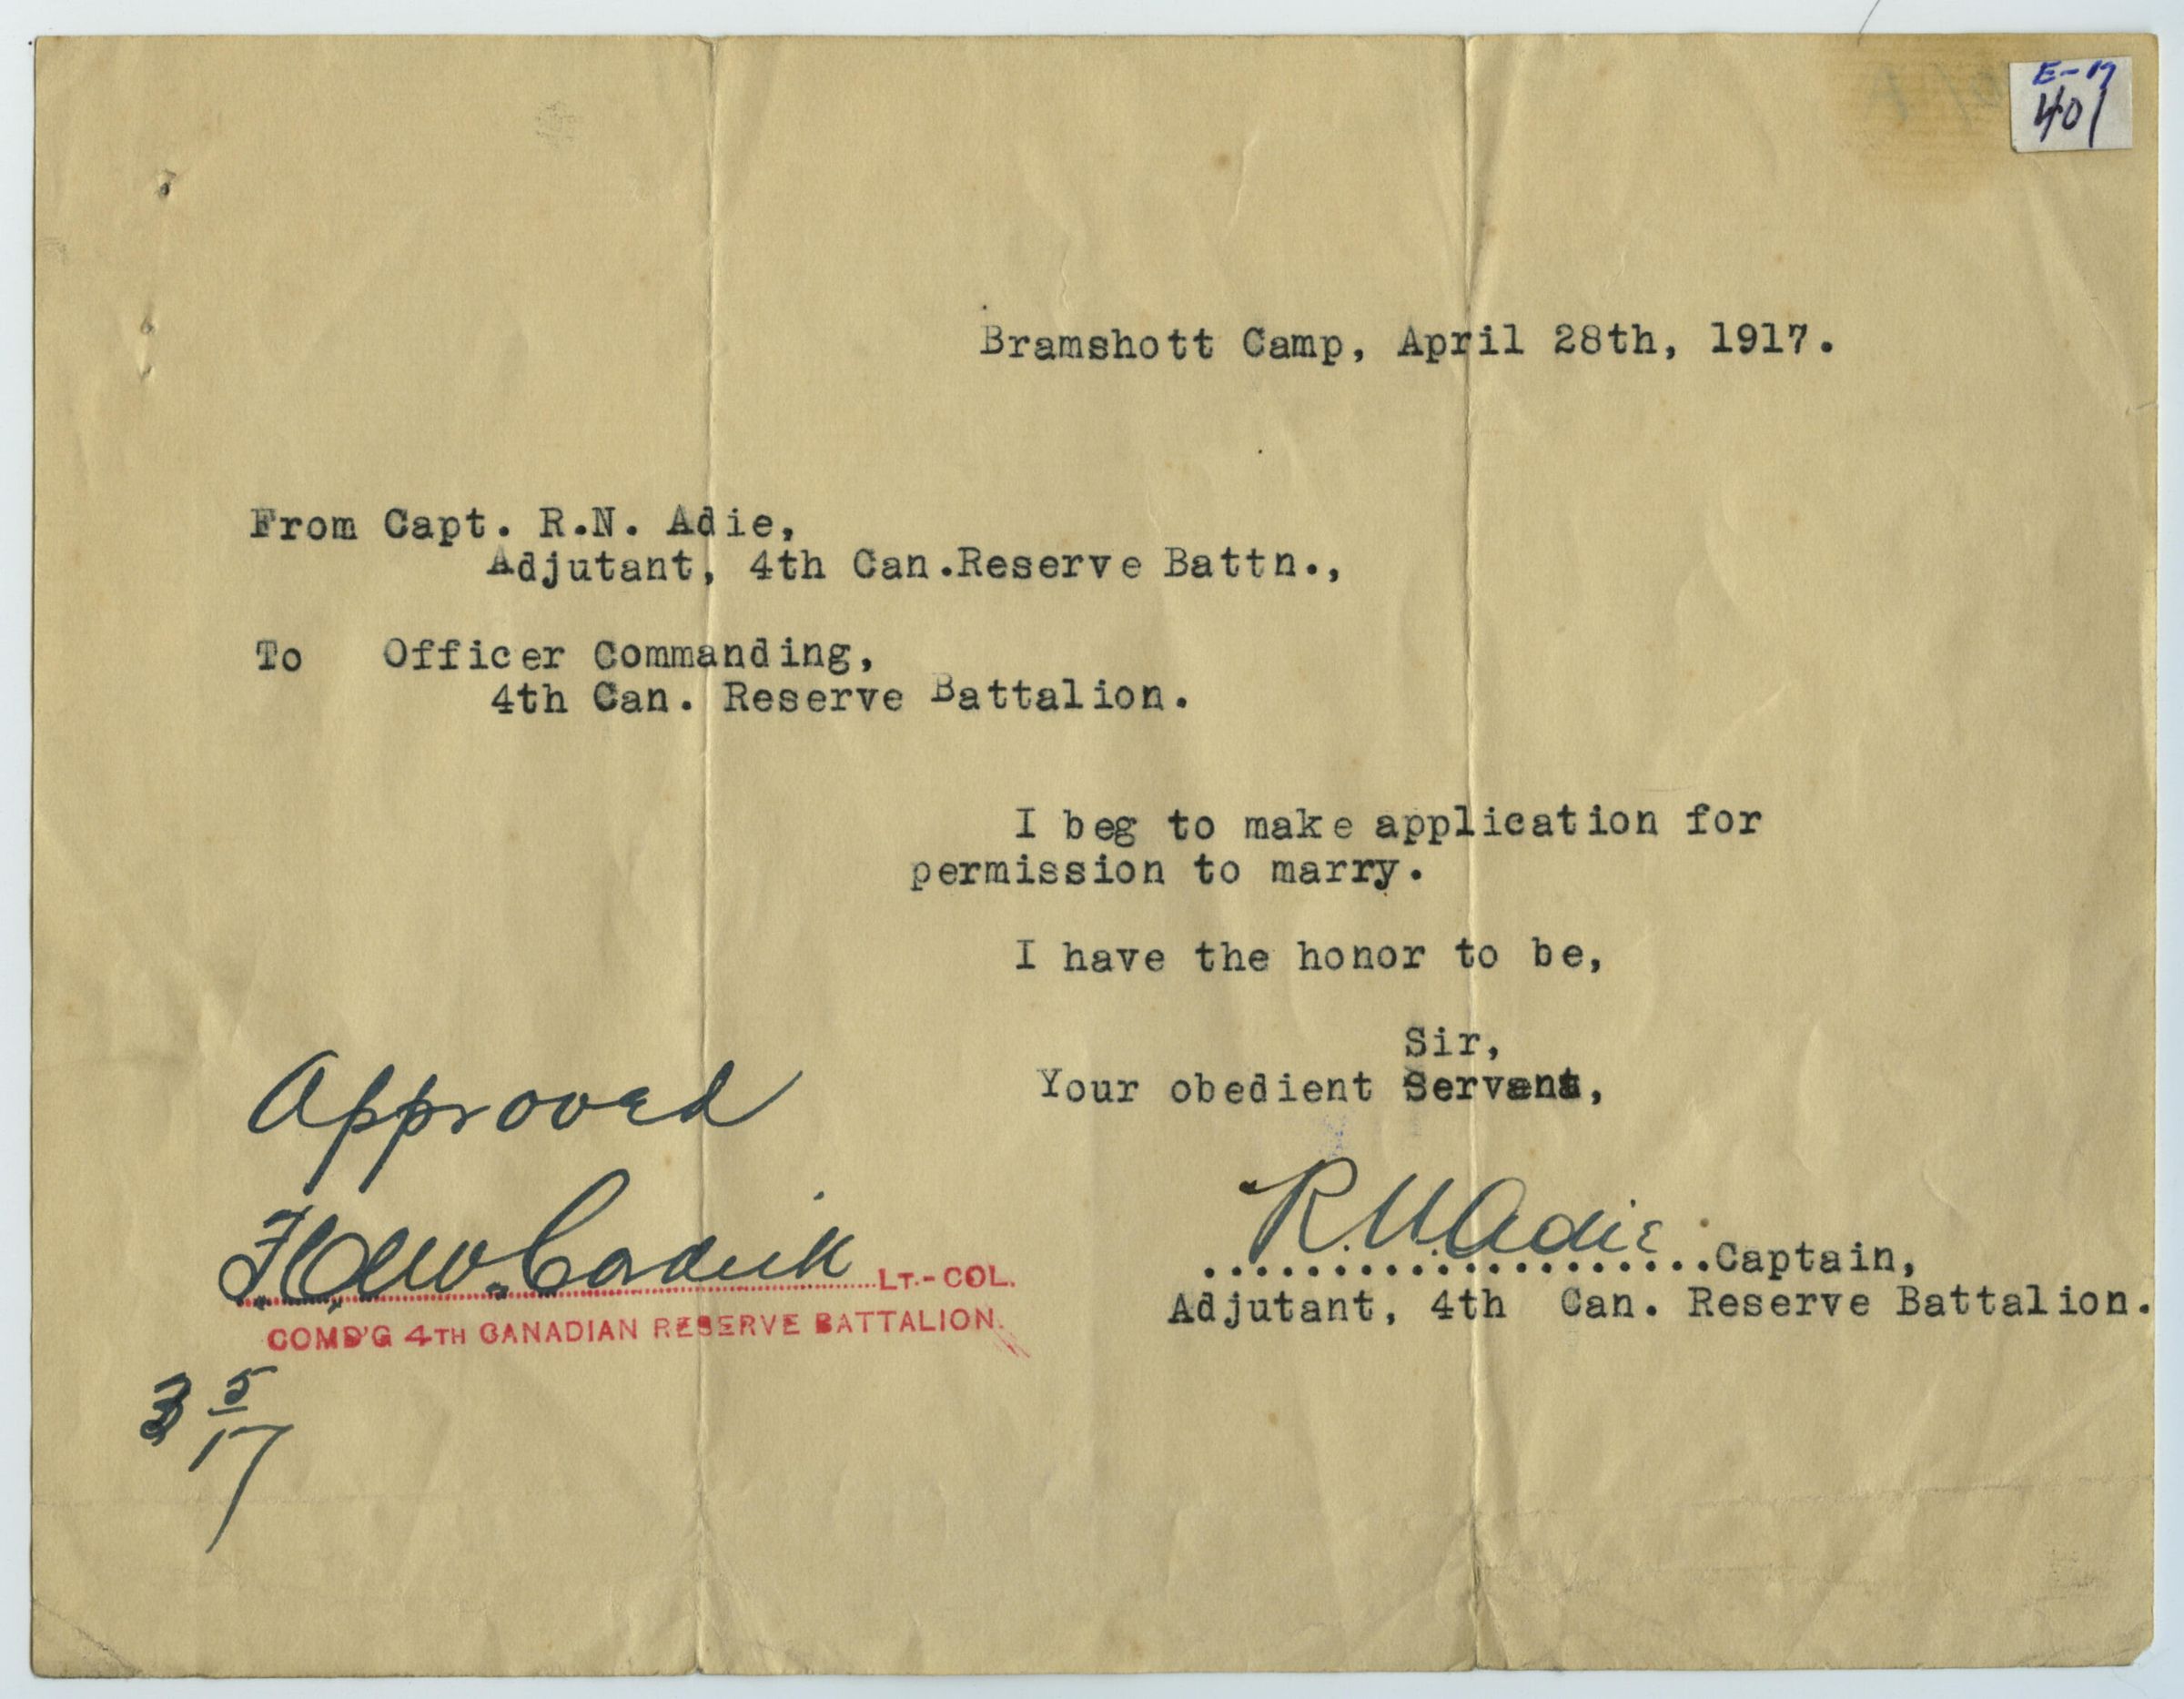 E-17
401
Bramshott Camp, April 28th, 1917.
From Capt. R.N. Adie,
Adjutant, 4th Can.Reserve Battn.,
To Officer Commanding,
4th Can. Reserve Battalion.
I beg to make application for
permission to marry.
I have the honor to be,
Sir,
Your obedient Servant,
Approved
R.N. Adie
....................Captain,
Adjutant, 4th Can. Reserve Battalion.
LT.-COL.
COMD'G 4TH CANADIAN RESERVE BATTALION.
3 5/17